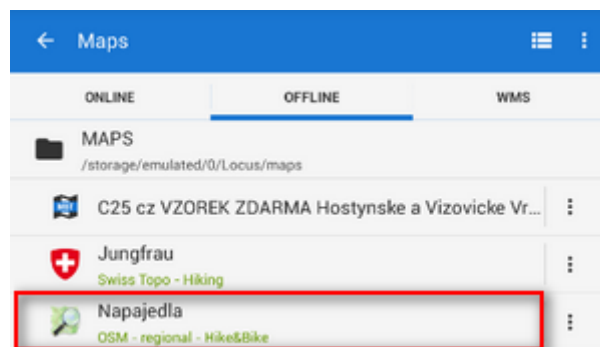 Maps
ONLINE OFFLINE WMS
MAPS
/storage/emulated/0/Locus/maps
C25 cz VZOREK ZDARMA Hostynske a Vizovicke Vr...
Jungfrau
Swiss Topo - Hiking
Napajedla
OSM - regional - Hike&Bike